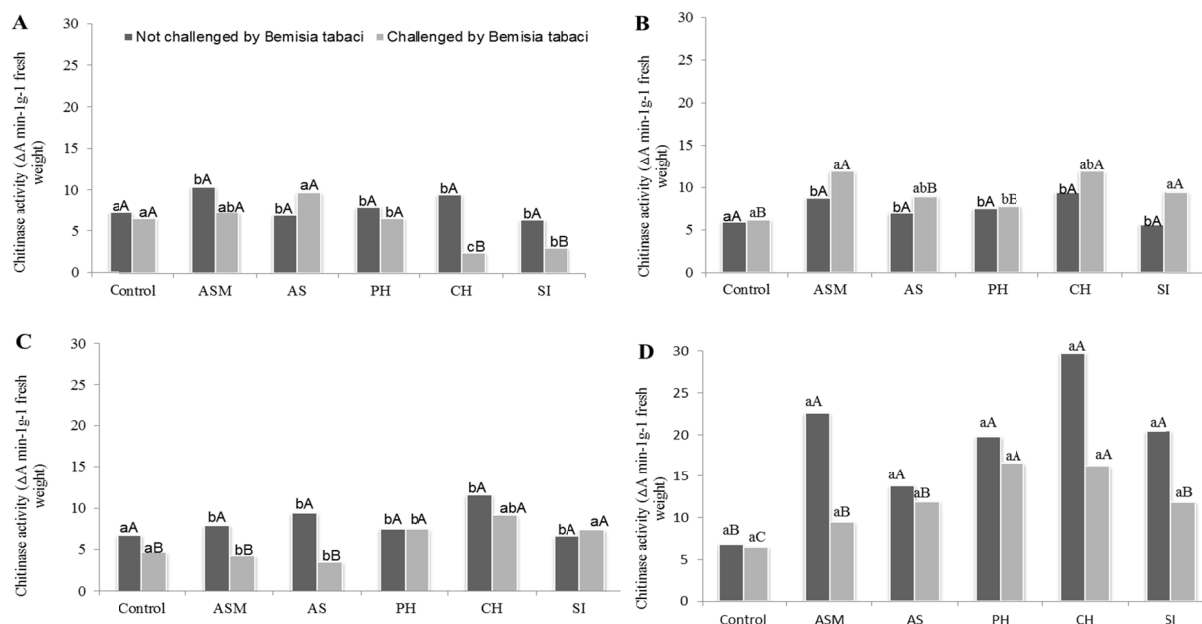 A
30
25
20
15
10
5
0
Chitinase activity (ΔA min-1g-1 fresh
weight)
Not challenged by Bemisia tabaci Challenged by Bemisia tabaci
aA aA bA abA bA aA bA bA bA cB bA bB
Control ASM AS PH CH SI
B
30
25
20
15
10
5
0
Chitinase activity (ΔA min-1g-1 fresh
weight)
aA aB bA aA bA abB bA bE bA abA bA aA
Control ASM AS PH CH SI
C
30
25
20
15
10
5
0
Chitinase activity (ΔA min-1g-1 fresh
weight)
aA aB bA bB bA bB bA bA bA abA bA aA
Control ASM AS PH CH SI
D
30
25
20
15
10
5
0
Chitinase activity (ΔA min-1g-1 fresh
weight)
aB aC aA aB aA aB aA aA aA aA aA aB
Control ASM AS PH CH SI